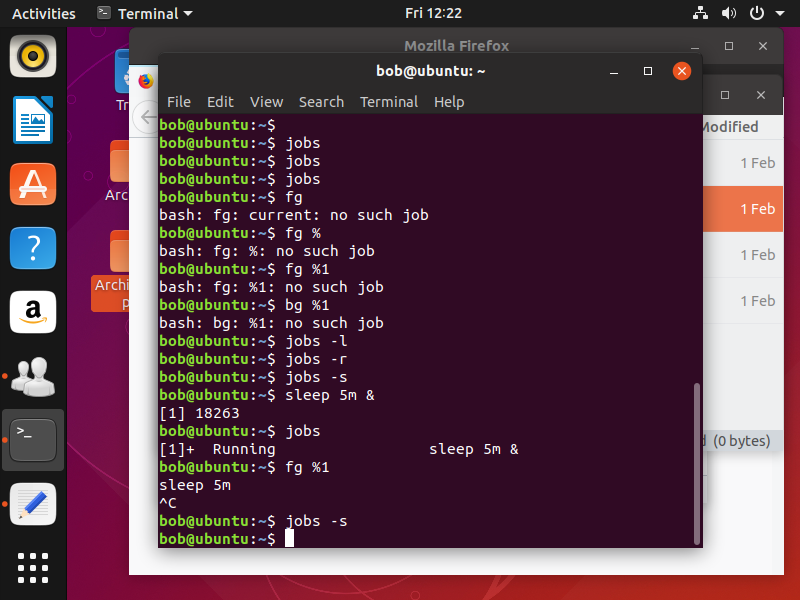 Activities Terminal Fri 12:22
Mozilla Firefox
bob@ubuntu: ~
File Edit View Search Terminal Help
bob@ubuntu:~$
bob@ubuntu:~$ jobs
bob@ubuntu:~$ jobs
bob@ubuntu:~$ jobs
bob@ubuntu:~$ fg
bash: fg: current: no such job
bob@ubuntu:~$ fg %
bash: fg: %: no such job
bob@ubuntu:~$ fg %1
bash: fg: %1: no such job
bob@ubuntu:~$ bg %1
bash: bg: %1: no such job
bob@ubuntu:~$ jobs -l
bob@ubuntu:~$ jobs -r
bob@ubuntu:~$ jobs -s
bob@ubuntu:~$ sleep 5m &
[1] 18263
bob@ubuntu:~$ jobs
[1]+  Running                 sleep 5m &
bob@ubuntu:~$ fg %1
sleep 5m
^C
bob@ubuntu:~$ jobs -s
bob@ubuntu:~$
Modified
1 Feb
1 Feb
1 Feb
1 Feb
(0 bytes)
Tr
Arc
Archi
p
a
?
>_